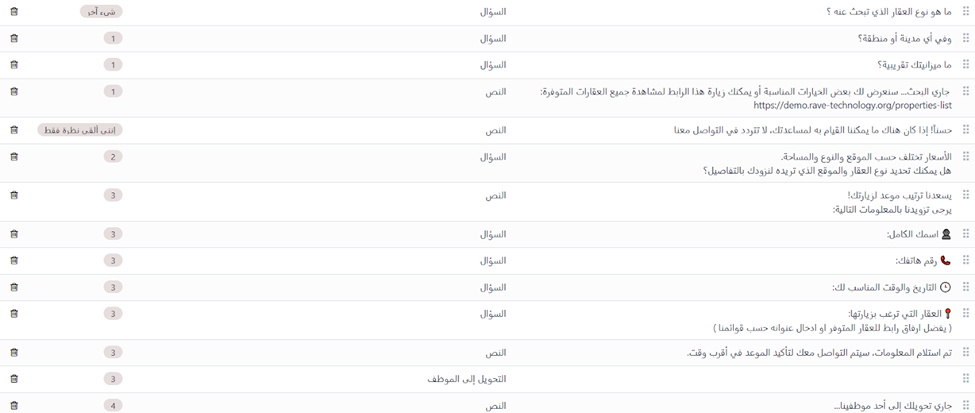 ما هو نوع العقار الذي تبحث عنه ؟ السؤال شيء آخر
وفي أي مدينة أو منطقة؟ السؤال 1
ما ميرانيتك تقريبية؟ السؤال 1
جاري البحث... سنعرض لك بعض الخيارات المناسبة أو يمكنك زيارة هذا الرابط لمشاهدة جميع العقارات المتوفرة: النص 1
https://demo.rave-technology.org/properties-list
حسناً! إذا كان هناك ما يمكننا القيام به لمساعدتك، لا تتردد في التواصل معنا النص انني ألقي نظرة فقط
الأسعار تختلف حسب الموقع والنوع والمساحة. السؤال 2
هل يمكنك تحديد نوع العقار والموقع الذي تريده لنزودك بالتفاصيل؟
يسعدنا ترتيب موعد لزيارتك! النص 3
يرجى تزويدنا بالمعلومات التالية:
اسمك الكامل: السؤال 3
رقم هاتفك: السؤال 3
التاريخ والوقت المناسب لك: السؤال 3
العقار التي ترغب بزيارتها: السؤال 3
( يفضل ارفاق رابط للعقار المتوفر او ادخال عنوانه حسب قوائمنا )
تم استلام المعلومات، سيتم التواصل معك لتأكيد الموعد في أقرب وقت. النص 3
التحويل إلى الموظف 3
جاري تحويلك إلى أحد موظفينا... النص 4